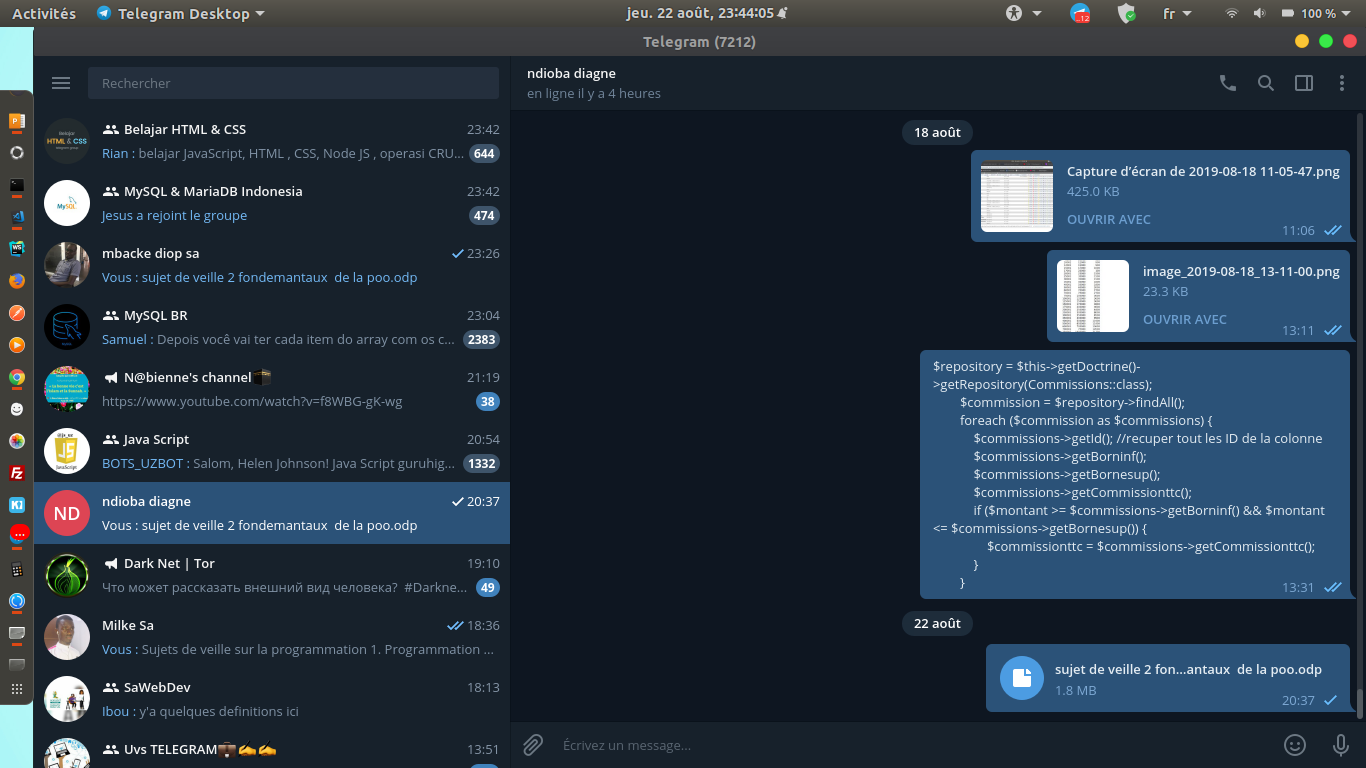 Activités
Telegram Desktop
jeu. 22 août, 23:44:05
..12
fr
100 %
Telegram (7212)
Rechercher
Belajar HTML & CSS
23:42
Rian : belajar JavaScript, HTML , CSS, Node JS , operasi CRU...
644
MySQL & MariaDB Indonesia
23:42
Jesus a rejoint le groupe
474
mbacke diop sa
23:26
Vous : sujet de veille 2 fondemantaux  de la poo.odp
MySQL BR
23:04
Samuel : Depois você vai ter cada item do array com os c...
2383
N@bienne's channel🕋
21:19
https://www.youtube.com/watch?v=f8WBG-gK-wg
38
Java Script
20:54
BOTS_UZBOT : Salom, Helen Johnson! Java Script guruhig...
1332
ND
ndioba diagne
20:37
Vous : sujet de veille 2 fondemantaux  de la poo.odp
Dark Net | Tor
19:10
Что может рассказать внешний вид человека?  #Darkne...
49
Milke Sa
18:36
Vous : Sujets de veille sur la programmation 1. Programmation ...
SaWebDev
18:13
Ibou : y'a quelques definitions ici
Uvs TELEGRAM💼✍️✍️
13:51
ndioba diagne
en ligne il y a 4 heures
18 août
Capture d’écran de 2019-08-18 11-05-47.png
425.0 KB
OUVRIR AVEC
11:06
image_2019-08-18_13-11-00.png
23.3 KB
OUVRIR AVEC
13:11
$repository = $this->getDoctrine()-
>getRepository(Commissions::class);
$commission = $repository->findAll();
foreach ($commission as $commissions) {
$commissions->getId(); //recuper tout les ID de la colonne
$commissions->getBorninf();
$commissions->getBornesup();
$commissions->getCommissionttc();
if ($montant >= $commissions->getBorninf() && $montant
<= $commissions->getBornesup()) {
$commissionttc = $commissions->getCommissionttc();
}
}
13:31
22 août
sujet de veille 2 fon...antaux  de la poo.odp
1.8 MB
20:37
Écrivez un message...